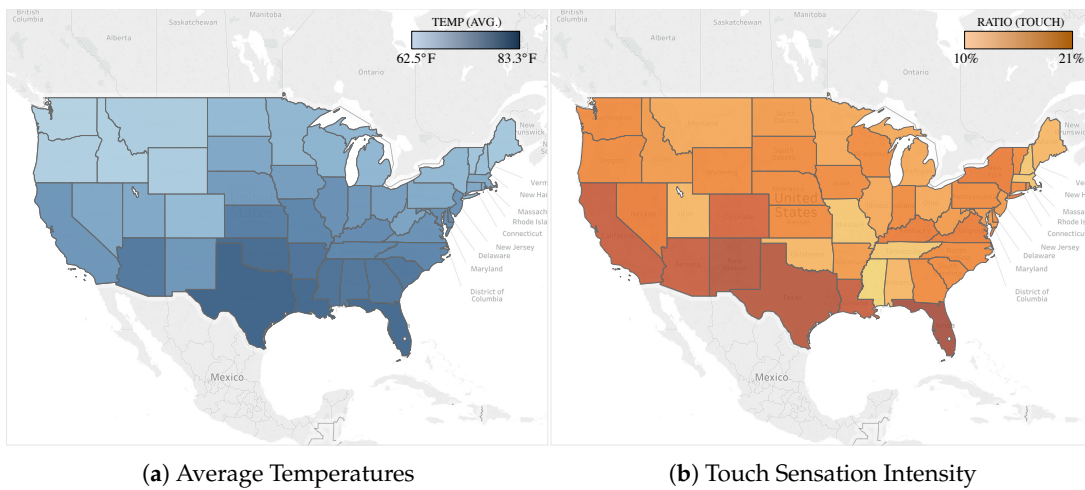 British
Columbia
Saskatchewan
Manitoba
Alberta
Ontario
TEMP (AVG.)
62.5°F
83.3°F
New
Brunswick
Verm
New Ham
Massach
Rhode Isla
Connecticut
New Jersey
Delaware
Maryland
District of
Columbia
Mexico
(a) Average Temperatures
British
Columbia
Saskatchewan
Manitoba
Alberta
Ontario
RATIO (TOUCH)
10%
21%
United
States
Verm
New Ha
Massac
Rhode Is
Connecticut
New Jersey
Delaware
Maryland
District of
Columbia
Mexico
(b) Touch Sensation Intensity